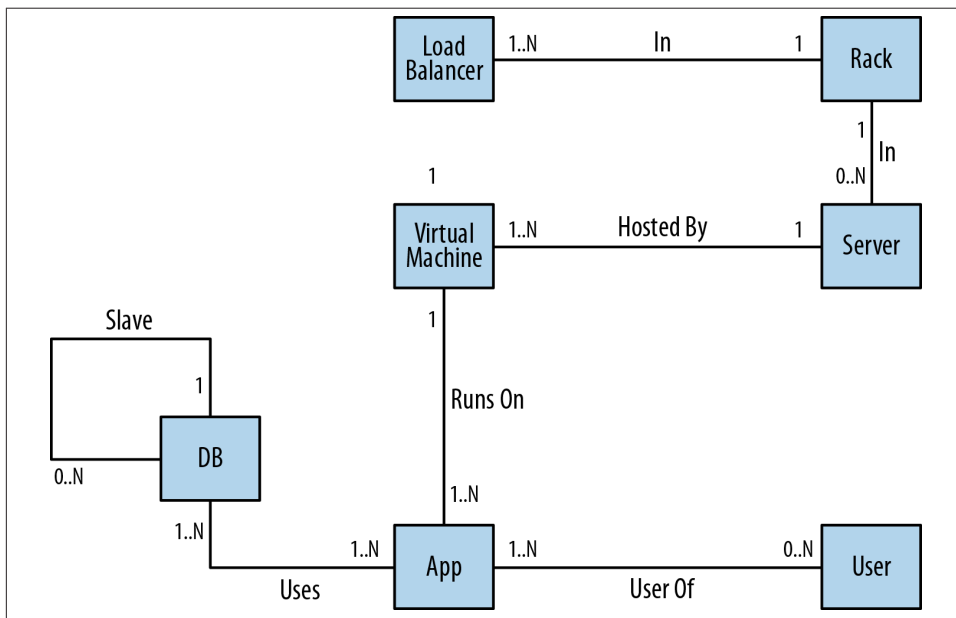 Load
Balancer
1..N
In
1
Rack
1
In
0..N
1
Virtual
Machine
1..N
Hosted By
1
Server
1
Slave
1
Runs On
DB
0..N
1..N
1..N
1..N
App
1..N
0..N
User
Uses
User Of